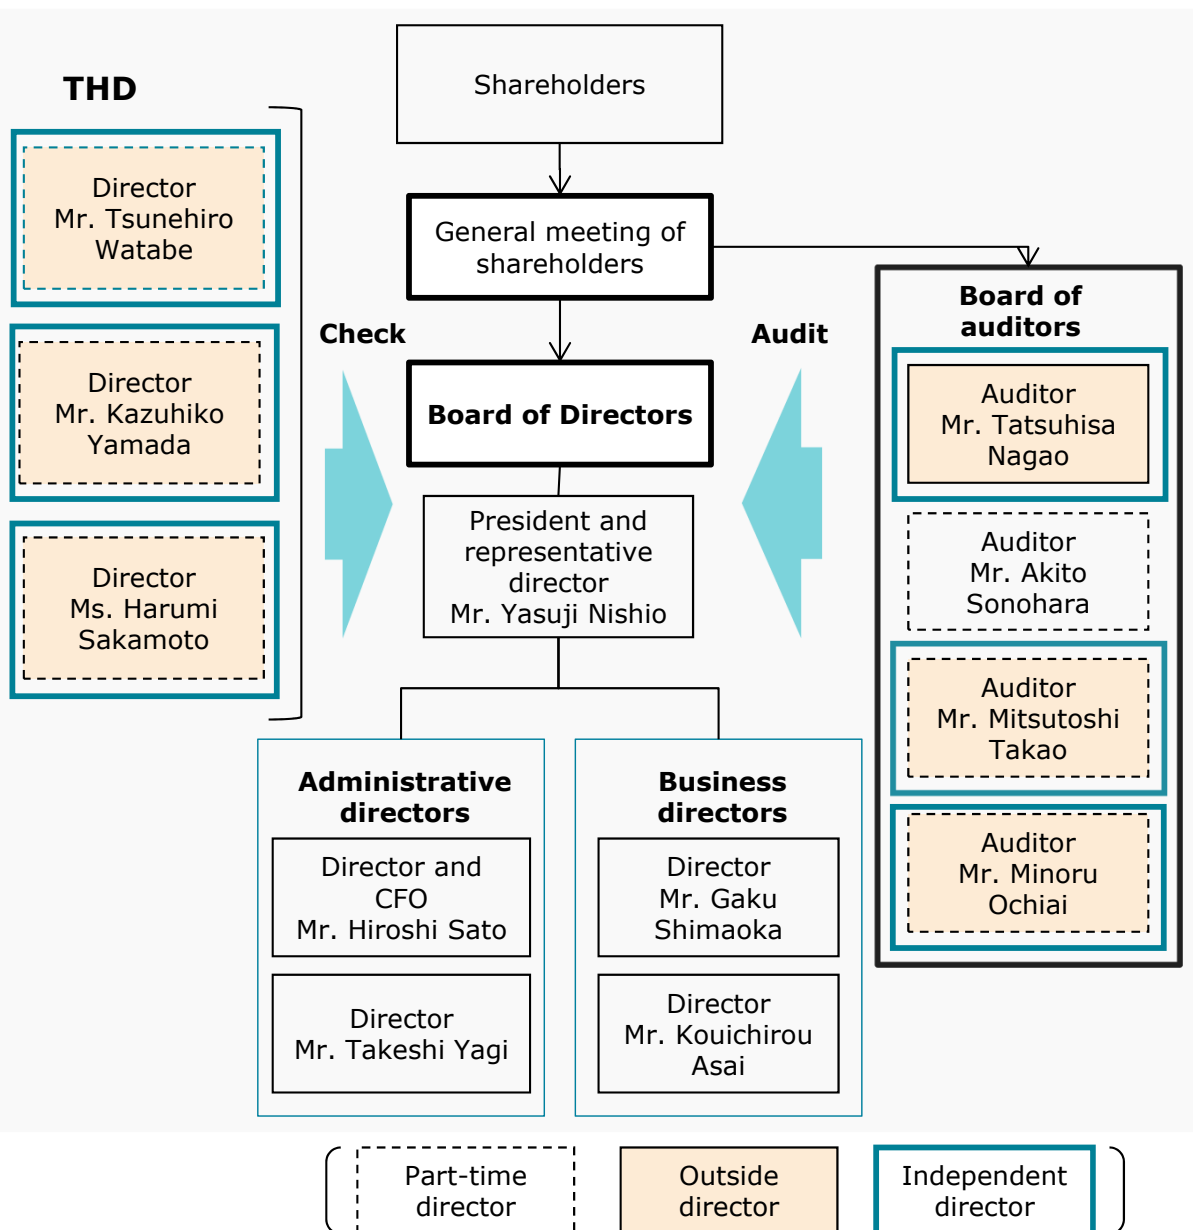 THD
Shareholders
Director
Mr. Tsunehiro
Watabe
General meeting of
shareholders
Board of
auditors
Check
Audit
Director
Mr. Kazuhiko
Yamada
Board of Directors
Auditor
Mr. Tatsuhisa
Nagao
President and
representative
director
Mr. Yasuji Nishio
Auditor
Mr. Akito
Sonohara
Director
Ms. Harumi
Sakamoto
Auditor
Mr. Mitsutoshi
Takao
Administrative
directors
Business
directors
Director and
CFO
Mr. Hiroshi Sato
Director
Mr. Gaku
Shimaoka
Auditor
Mr. Minoru
Ochiai
Director
Mr. Takeshi Yagi
Director
Mr. Kouichirou
Asai
Part-time
director
Outside
director
Independent
director